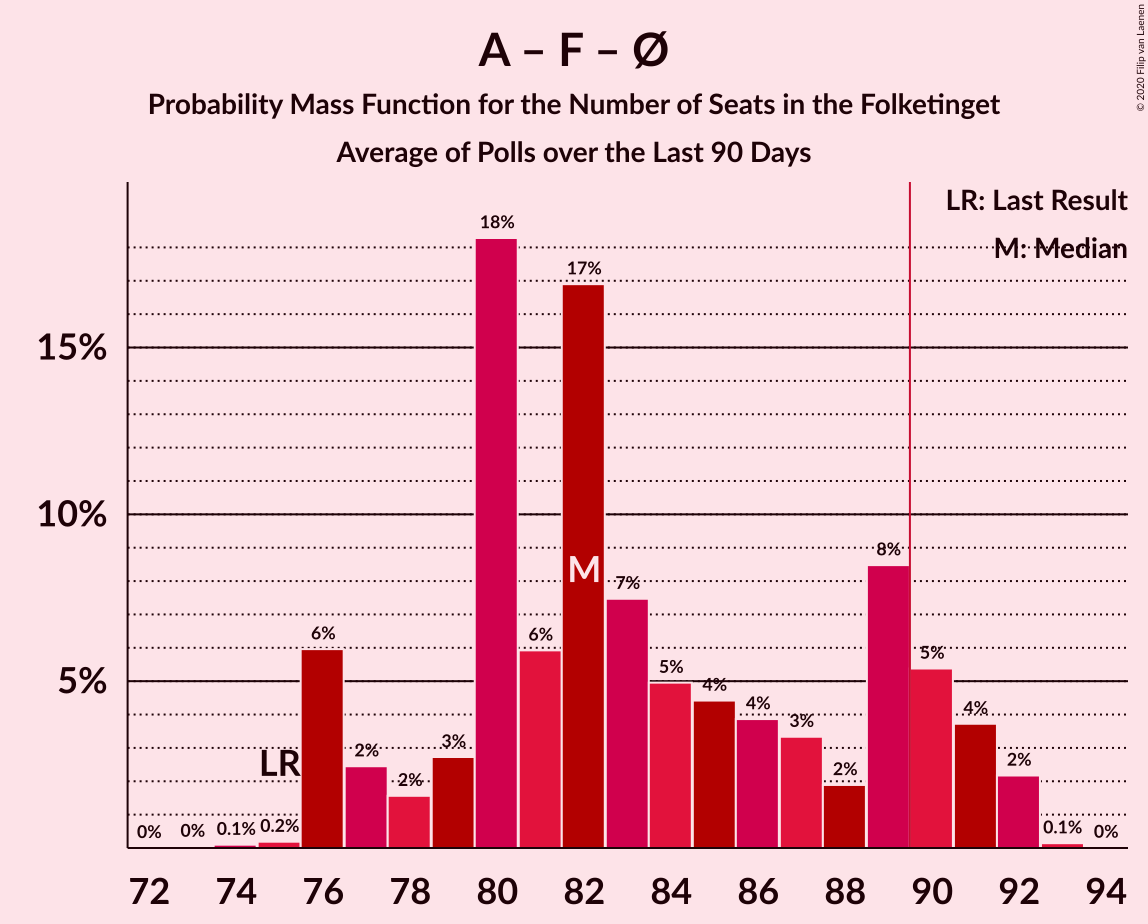 A – F – Ø
Probability Mass Function for the Number of Seats in the Folketinget
Average of Polls over the Last 90 Days
© 2020 Filip van Laenen
LR: Last Result
M: Median
15%
10%
5%
0% 0% 0.1% 0.2% 6% 2% 2% 3% 18% 6% 17% 7% 5% 4% 4% 3% 2% 8% 5% 4% 2% 0.1% 0%
LR
M
72 74 76 78 80 82 84 86 88 90 92 94